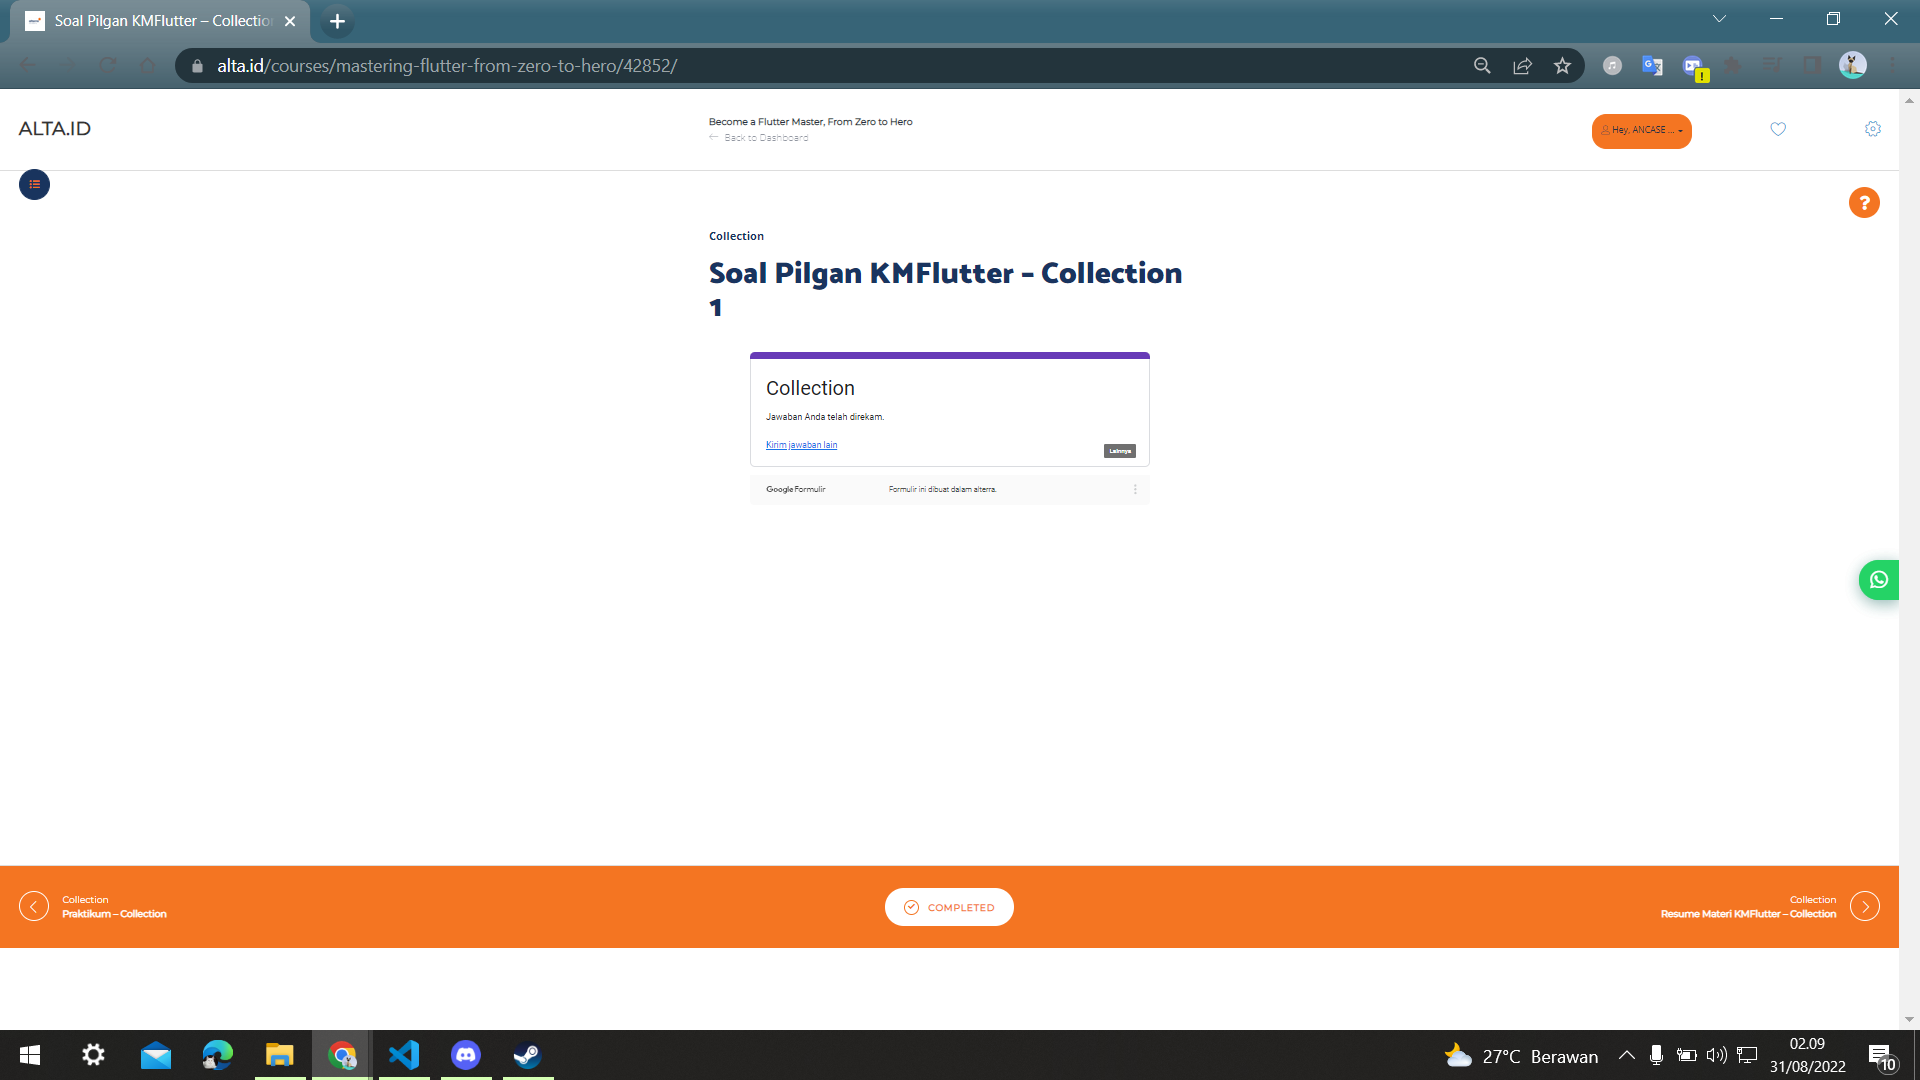 Soal Pilgan KMFlutter – Collection
alta.id/courses/mastering-flutter-from-zero-to-hero/42852/
ALTA.ID
Become a Flutter Master, From Zero to Hero
Back to Dashboard
Hey, ANCASE ...
?
Collection
Soal Pilgan KMFlutter – Collection
1
Collection
Jawaban Anda telah direkam.
Kirim jawaban lain
Lainnya
Google Formulir
Formulir ini dibuat dalam alterra.
Collection
Praktikum – Collection
COMPLETED
Collection
Resume Materi KMFlutter – Collection
27°C Berawan
02.09
31/08/2022
10